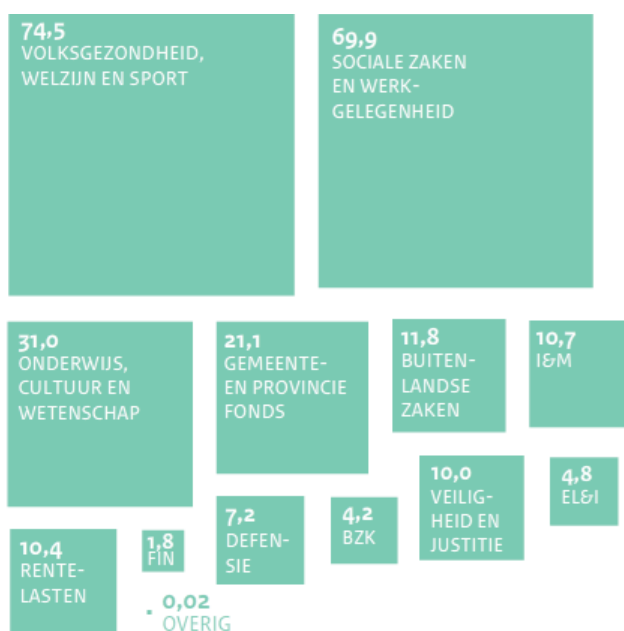 74,5
VOLKSGEZONDHEID,
WELZIJN EN SPORT
69,9
SOCIALE ZAKEN
EN WERK-
GELEGENHEID
31,0
ONDERWIJS,
CULTUUR EN
WETENSCHAP
21,1
GEMEENTE-
EN PROVINCIE
FONDS
11,8
BUITEN-
LANDSE
ZAKEN
10,7
I&M
10,4
RENTE-
LASTEN
1,8
FIN
7,2
DEFEN-
SIE
4,2
BZK
10,0
VEILIG-
HEID EN
JUSTITIE
4,8
EL&I
0,02
OVERIG